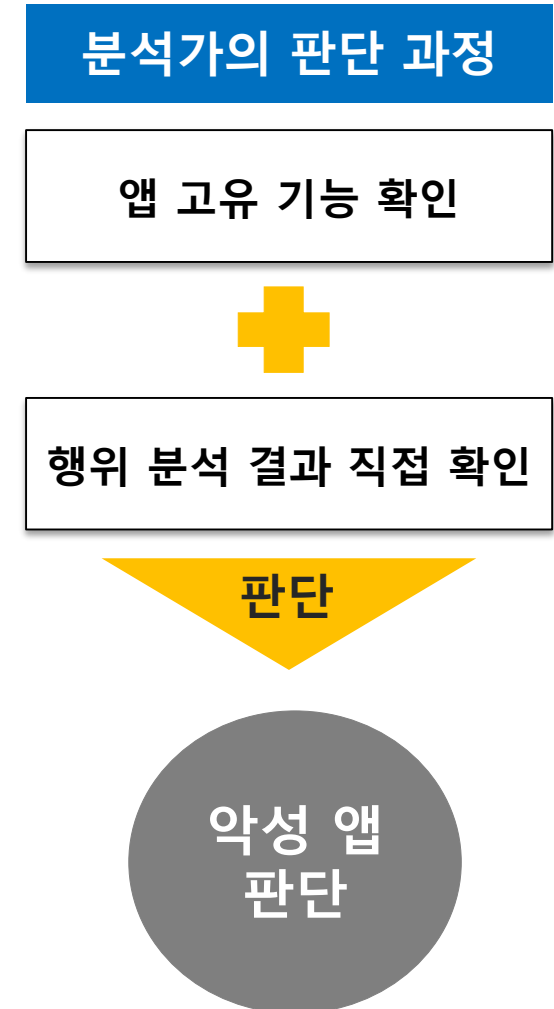 분석가의 판단 과정
앱 고유 기능 확인
행위 분석 결과 직접 확인
판단
악성 앱
판단